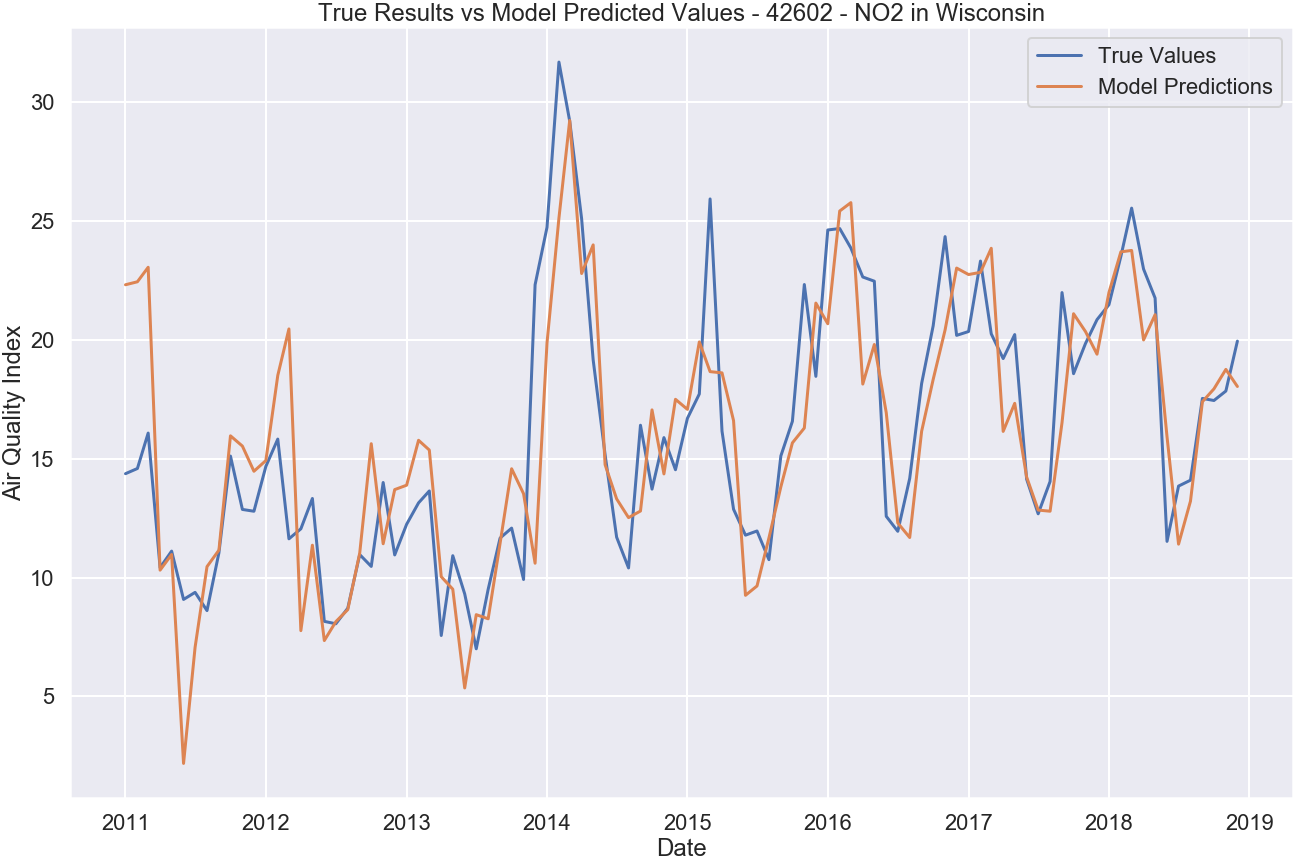 True Results vs Model Predicted Values - 42602 - NO2 in Wisconsin
True Values
Model Predictions
Air Quality Index
30
25
20
15
10
5
2011 2012 2013 2014 2015 2016 2017 2018 2019
Date